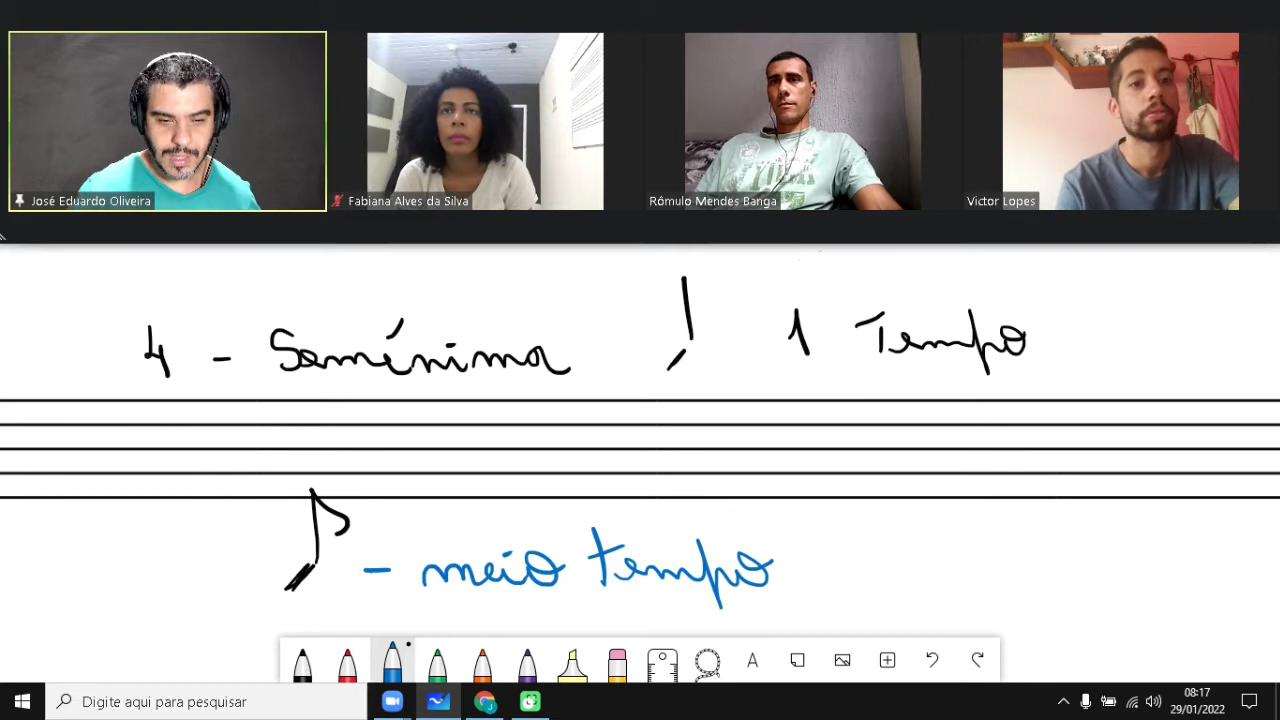 José Eduardo Oliveira
Fabiana Alves da Silva
Rômulo Mendes Banga
Victor Lopes
4 - Semínima 1 Tempo
- meio tempo
A
Digite aqui para pesquisar
08:17
29/01/2022